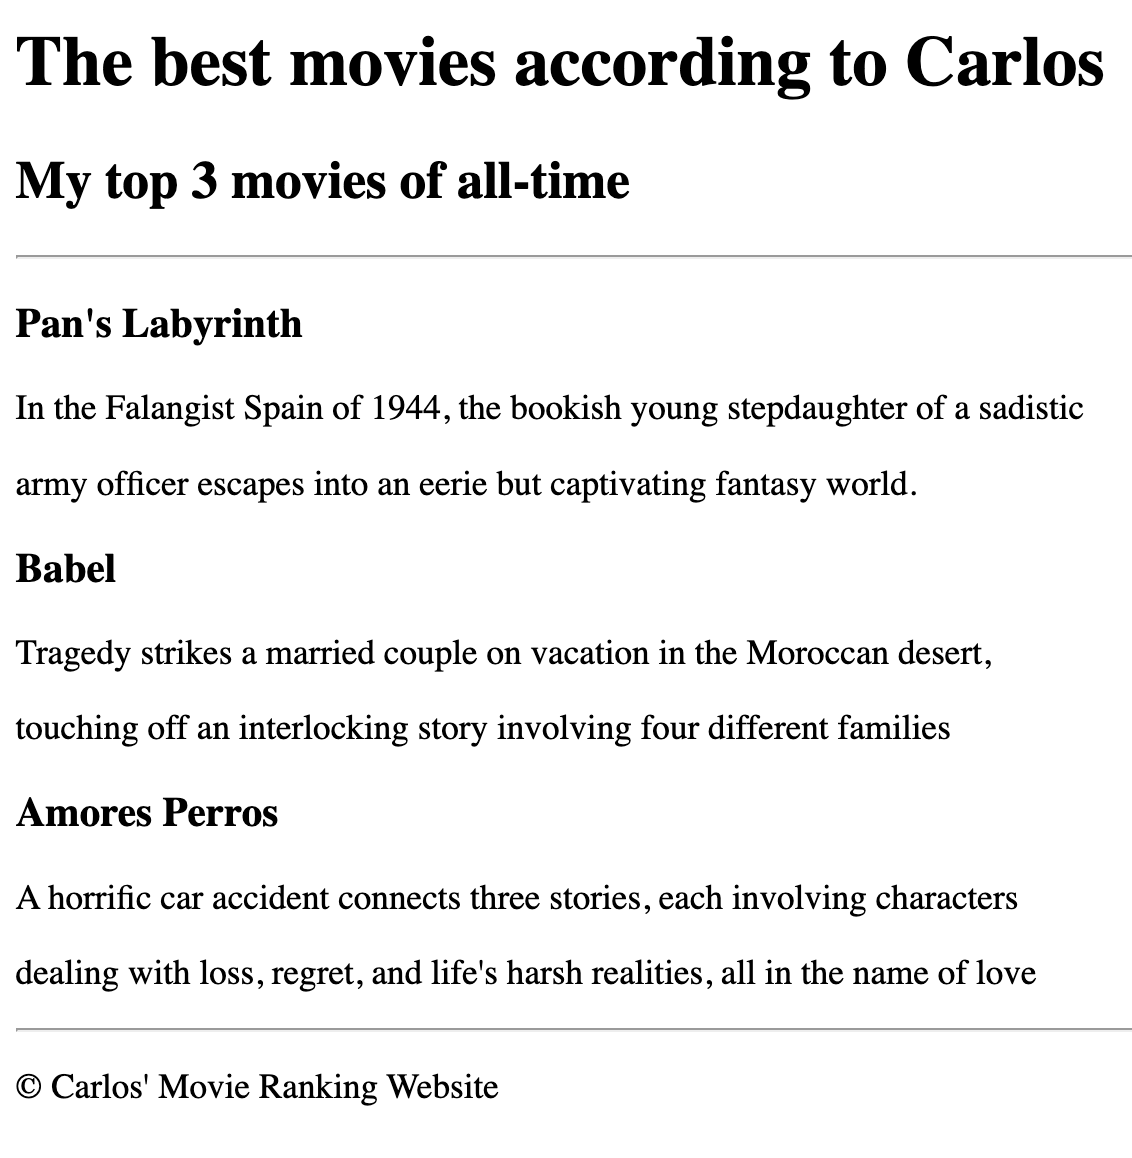 The best movies according to Carlos
My top 3 movies of all-time
Pan's Labyrinth
In the Falangist Spain of 1944, the bookish young stepdaughter of a sadistic
army officer escapes into an eerie but captivating fantasy world.
Babel
Tragedy strikes a married couple on vacation in the Moroccan desert,
touching off an interlocking story involving four different families
Amores Perros
A horrific car accident connects three stories, each involving characters
dealing with loss, regret, and life's harsh realities, all in the name of love
© Carlos' Movie Ranking Website